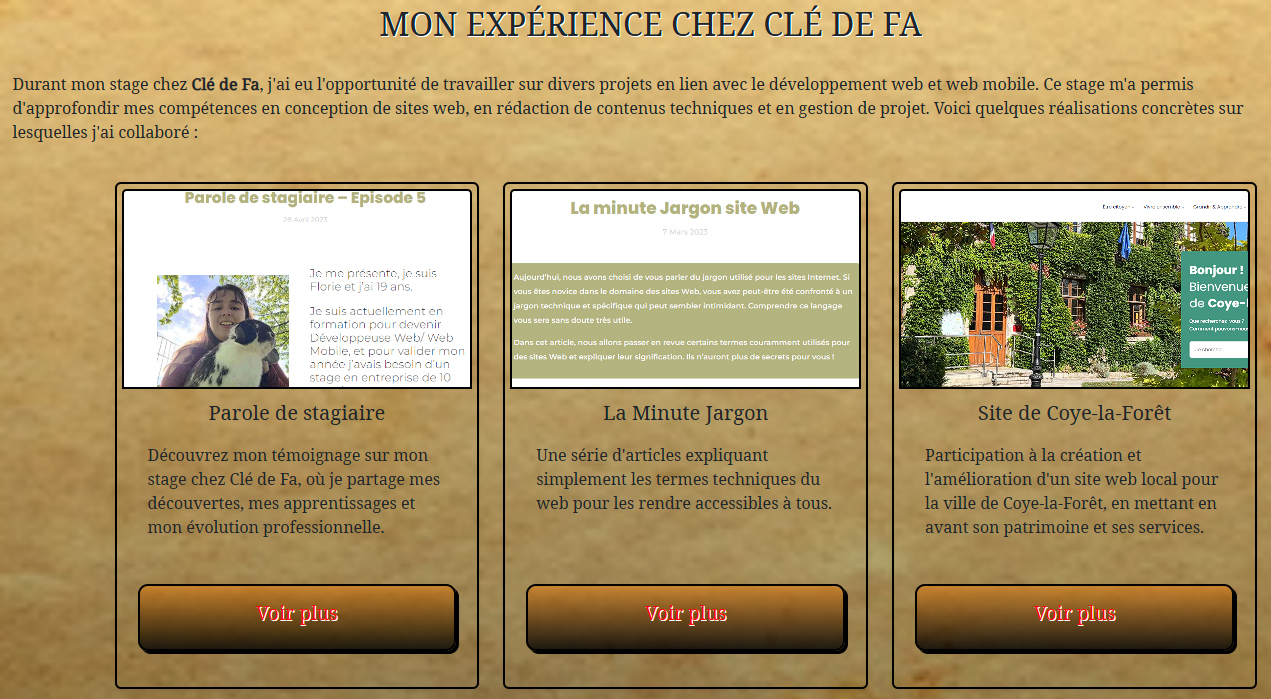 MON EXPÉRIENCE CHEZ CLÉ DE FA
Durant mon stage chez Clé de Fa, j'ai eu l'opportunité de travailler sur divers projets en lien avec le développement web et web mobile. Ce stage m'a permis
d'approfondir mes compétences en conception de sites web, en rédaction de contenus techniques et en gestion de projet. Voici quelques réalisations concrètes sur
lesquelles j'ai collaboré :
Parole de stagiaire – Episode 5
28 Avril 2023
Je me présente, je suis
Florie et j'ai 19 ans.
Je suis actuellement en
formation pour devenir
Développeuse Web/ Web
Mobile, et pour valider mon
année j'avais besoin d'un
stage en entreprise de 10
Parole de stagiaire
Découvrez mon témoignage sur mon
stage chez Clé de Fa, où je partage mes
découvertes, mes apprentissages et
mon évolution professionnelle.
Voir plus
La minute Jargon site Web
7 Mars 2023
Aujourd'hui, nous avons choisi de vous parler du jargon utilisé pour les sites Internet. Si
vous êtes novice dans le domaine des sites Web, vous avez peut-être été confronté à un
jargon technique et spécifique qui peut sembler intimidant. Comprendre ce langage
vous sera sans doute très utile.
Dans cet article, nous allons passer en revue certains termes couramment utilisés pour
des sites Web et expliquer leur signification. Ils n'auront plus de secrets pour vous !
La Minute Jargon
Une série d'articles expliquant
simplement les termes techniques du
web pour les rendre accessibles à tous.
Voir plus
Être citoyen Vivre ensemble Grandir & Apprendre
Bonjour !
Bienvenue
de Coye-l
Que recherchez vous ?
Comment pouvons-nous
Je cherche
Site de Coye-la-Forêt
Participation à la création et
l'amélioration d'un site web local pour
la ville de Coye-la-Forêt, en mettant en
avant son patrimoine et ses services.
Voir plus